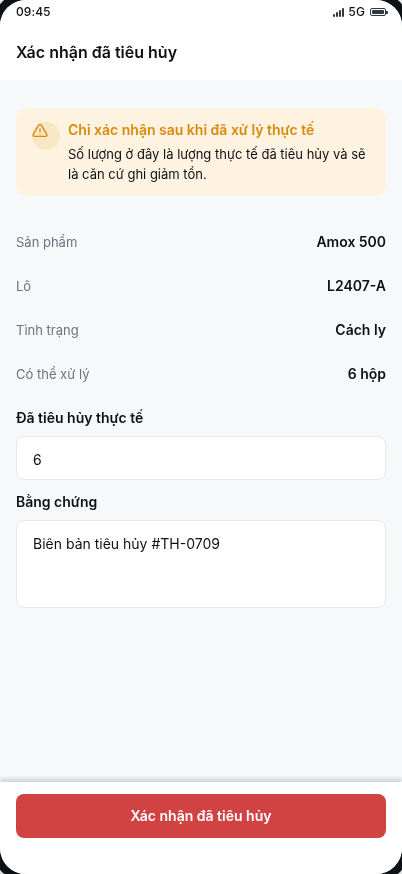 09:45
5G
Xác nhận đã tiêu hủy
Chỉ xác nhận sau khi đã xử lý thực tế
Số lượng ở đây là lượng thực tế đã tiêu hủy và sẽ
là căn cứ ghi giảm tồn.
Sản phẩm
Amox 500
Lô
L2407-A
Tình trạng
Cách ly
Có thể xử lý
6 hộp
Đã tiêu hủy thực tế
6
Bằng chứng
Biên bản tiêu hủy #TH-0709
Xác nhận đã tiêu hủy